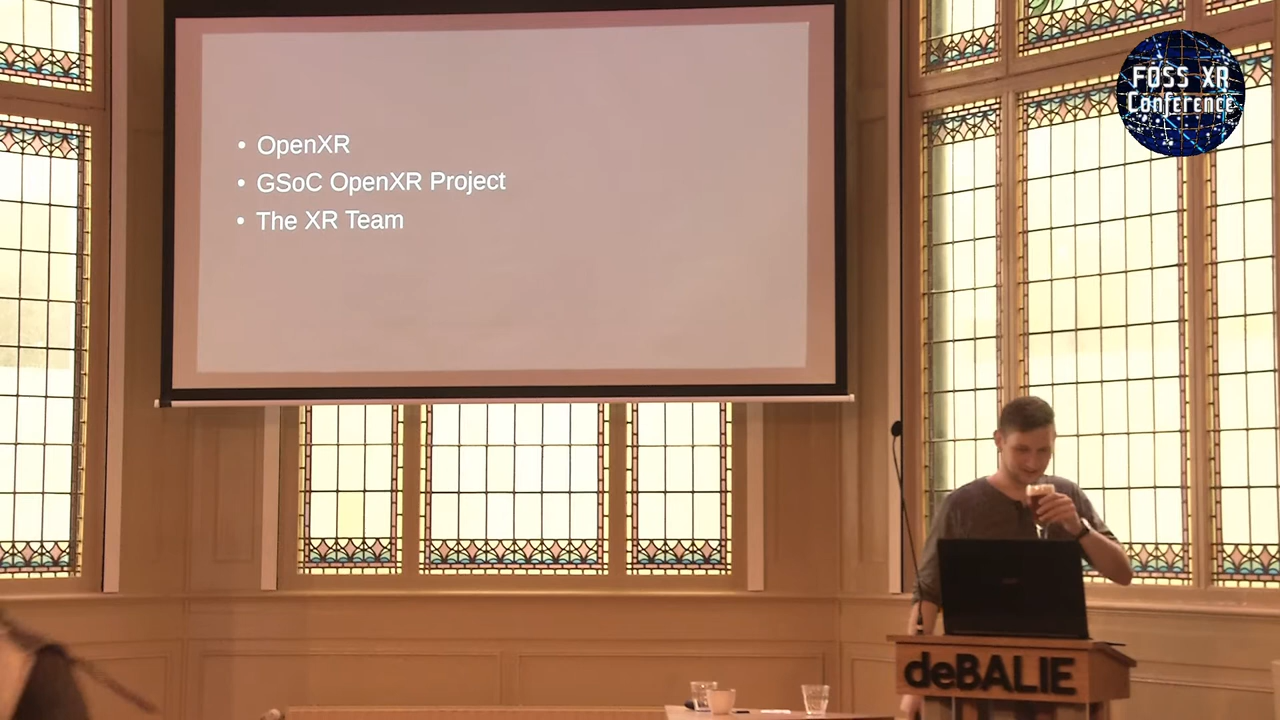 • OpenXR
• GSoC OpenXR Project
• The XR Team
FOSS XR
Conference
deBALIE